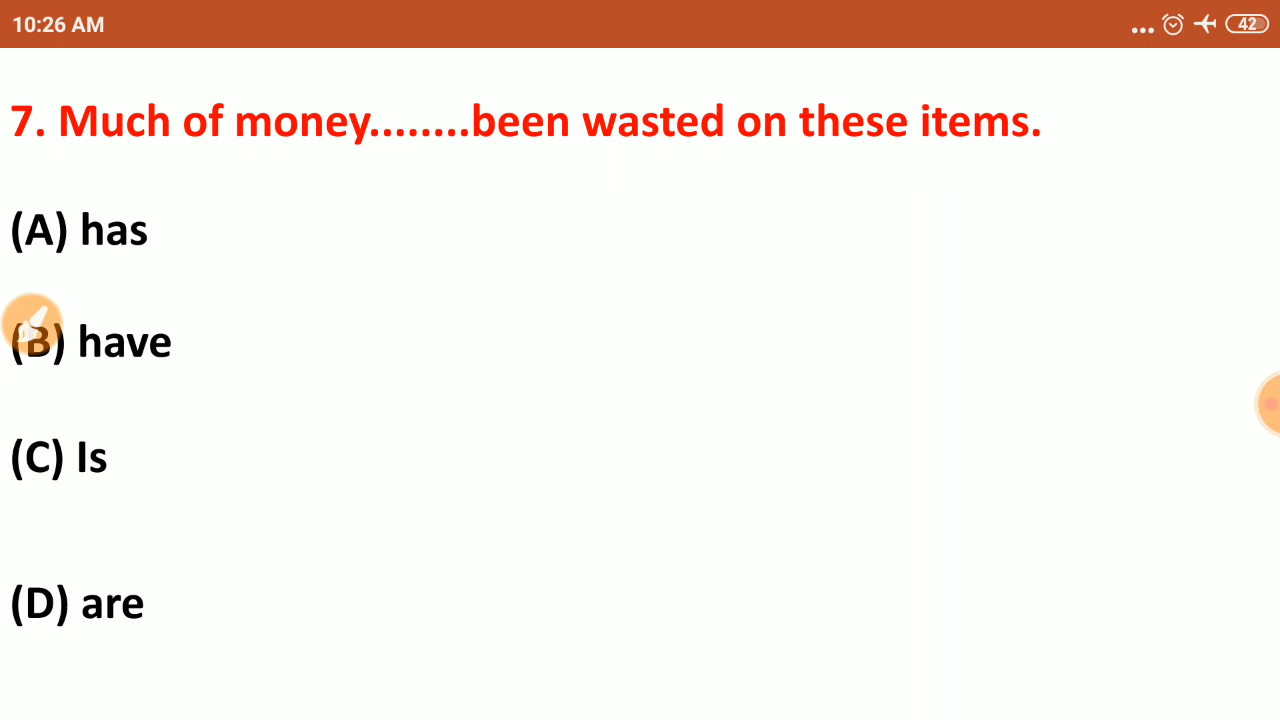 10:26 AM
42
7. Much of money........been wasted on these items.
(A) has
(B) have
(C) Is
(D) are